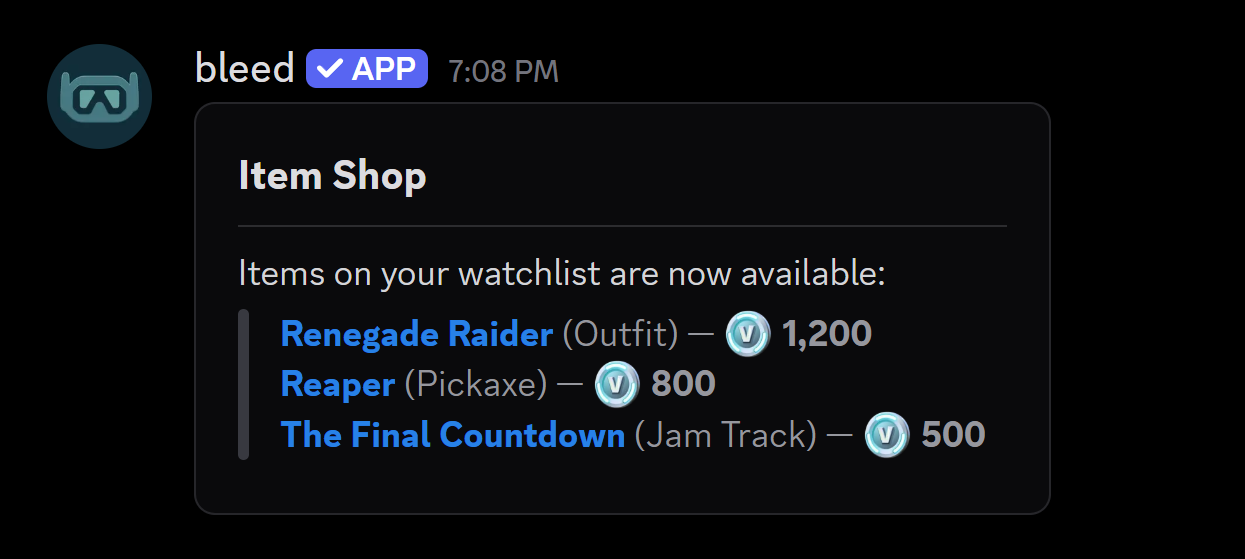 bleed APP 7:08 PM
Item Shop
Items on your watchlist are now available:
Renegade Raider (Outfit) — V 1,200
Reaper (Pickaxe) — V 800
The Final Countdown (Jam Track) — V 500